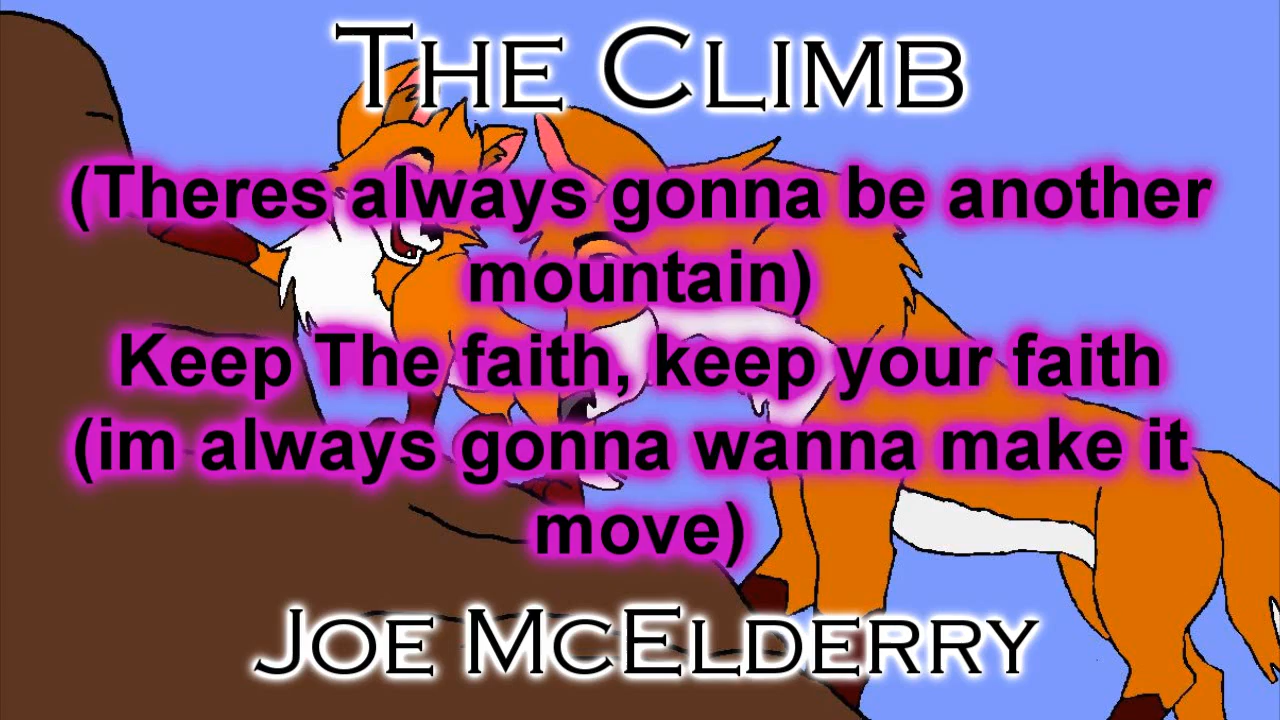 THE CLIMB
(Theres always gonna be another
mountain)
Keep The faith, keep your faith
(im always gonna wanna make it
move)
JOE MCELDERRY